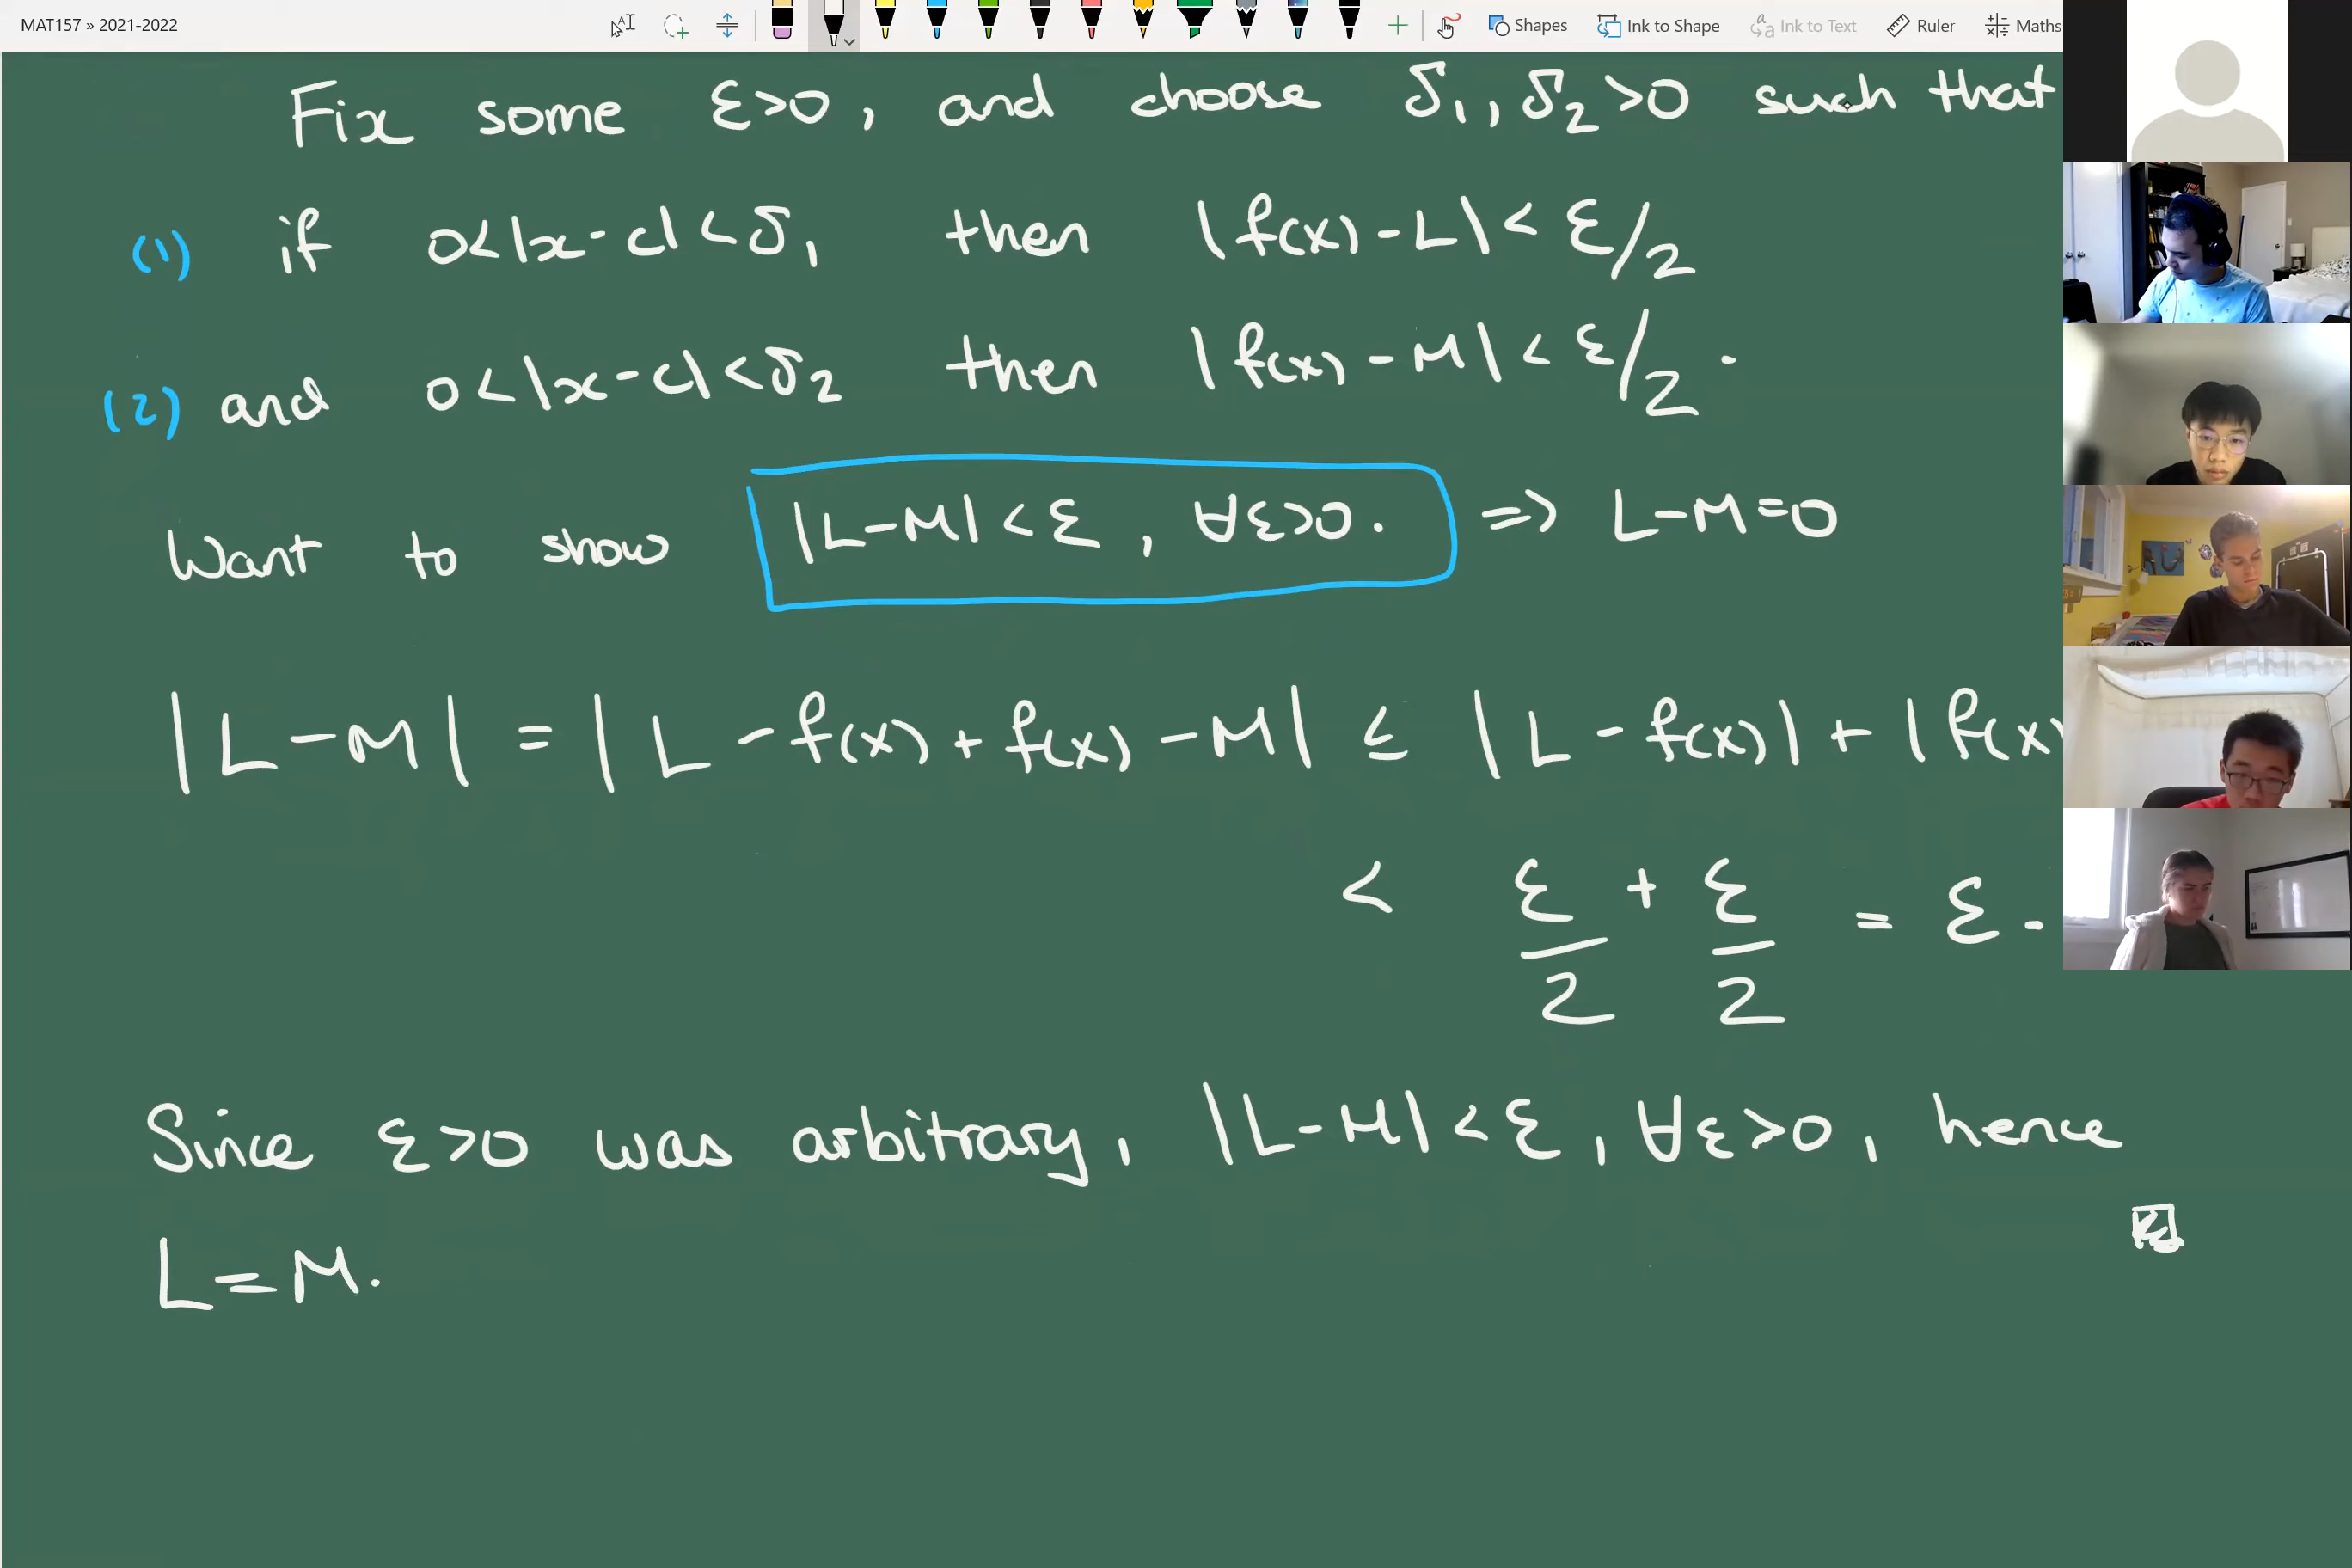 MAT157 » 2021-2022
Shapes Ink to Shape Ink to Text Ruler Maths
Fix some ε>0, and choose δ₁, δ₂>0 such that
(1) if 0<|x-c|<δ₁ then |f(x)-L|<ε/2
(2) and 0<|x-c|<δ₂ then |f(x)-M|<ε/2.
Want to show |L-M|<ε, ∀ε>0. => L-M=0
|L-M| = |L-f(x)+f(x)-M| ≤ |L-f(x)|+|f(x)
< ε/2 + ε/2 = ε.
Since ε>0 was arbitrary, |L-M|<ε, ∀ε>0, hence
L=M.